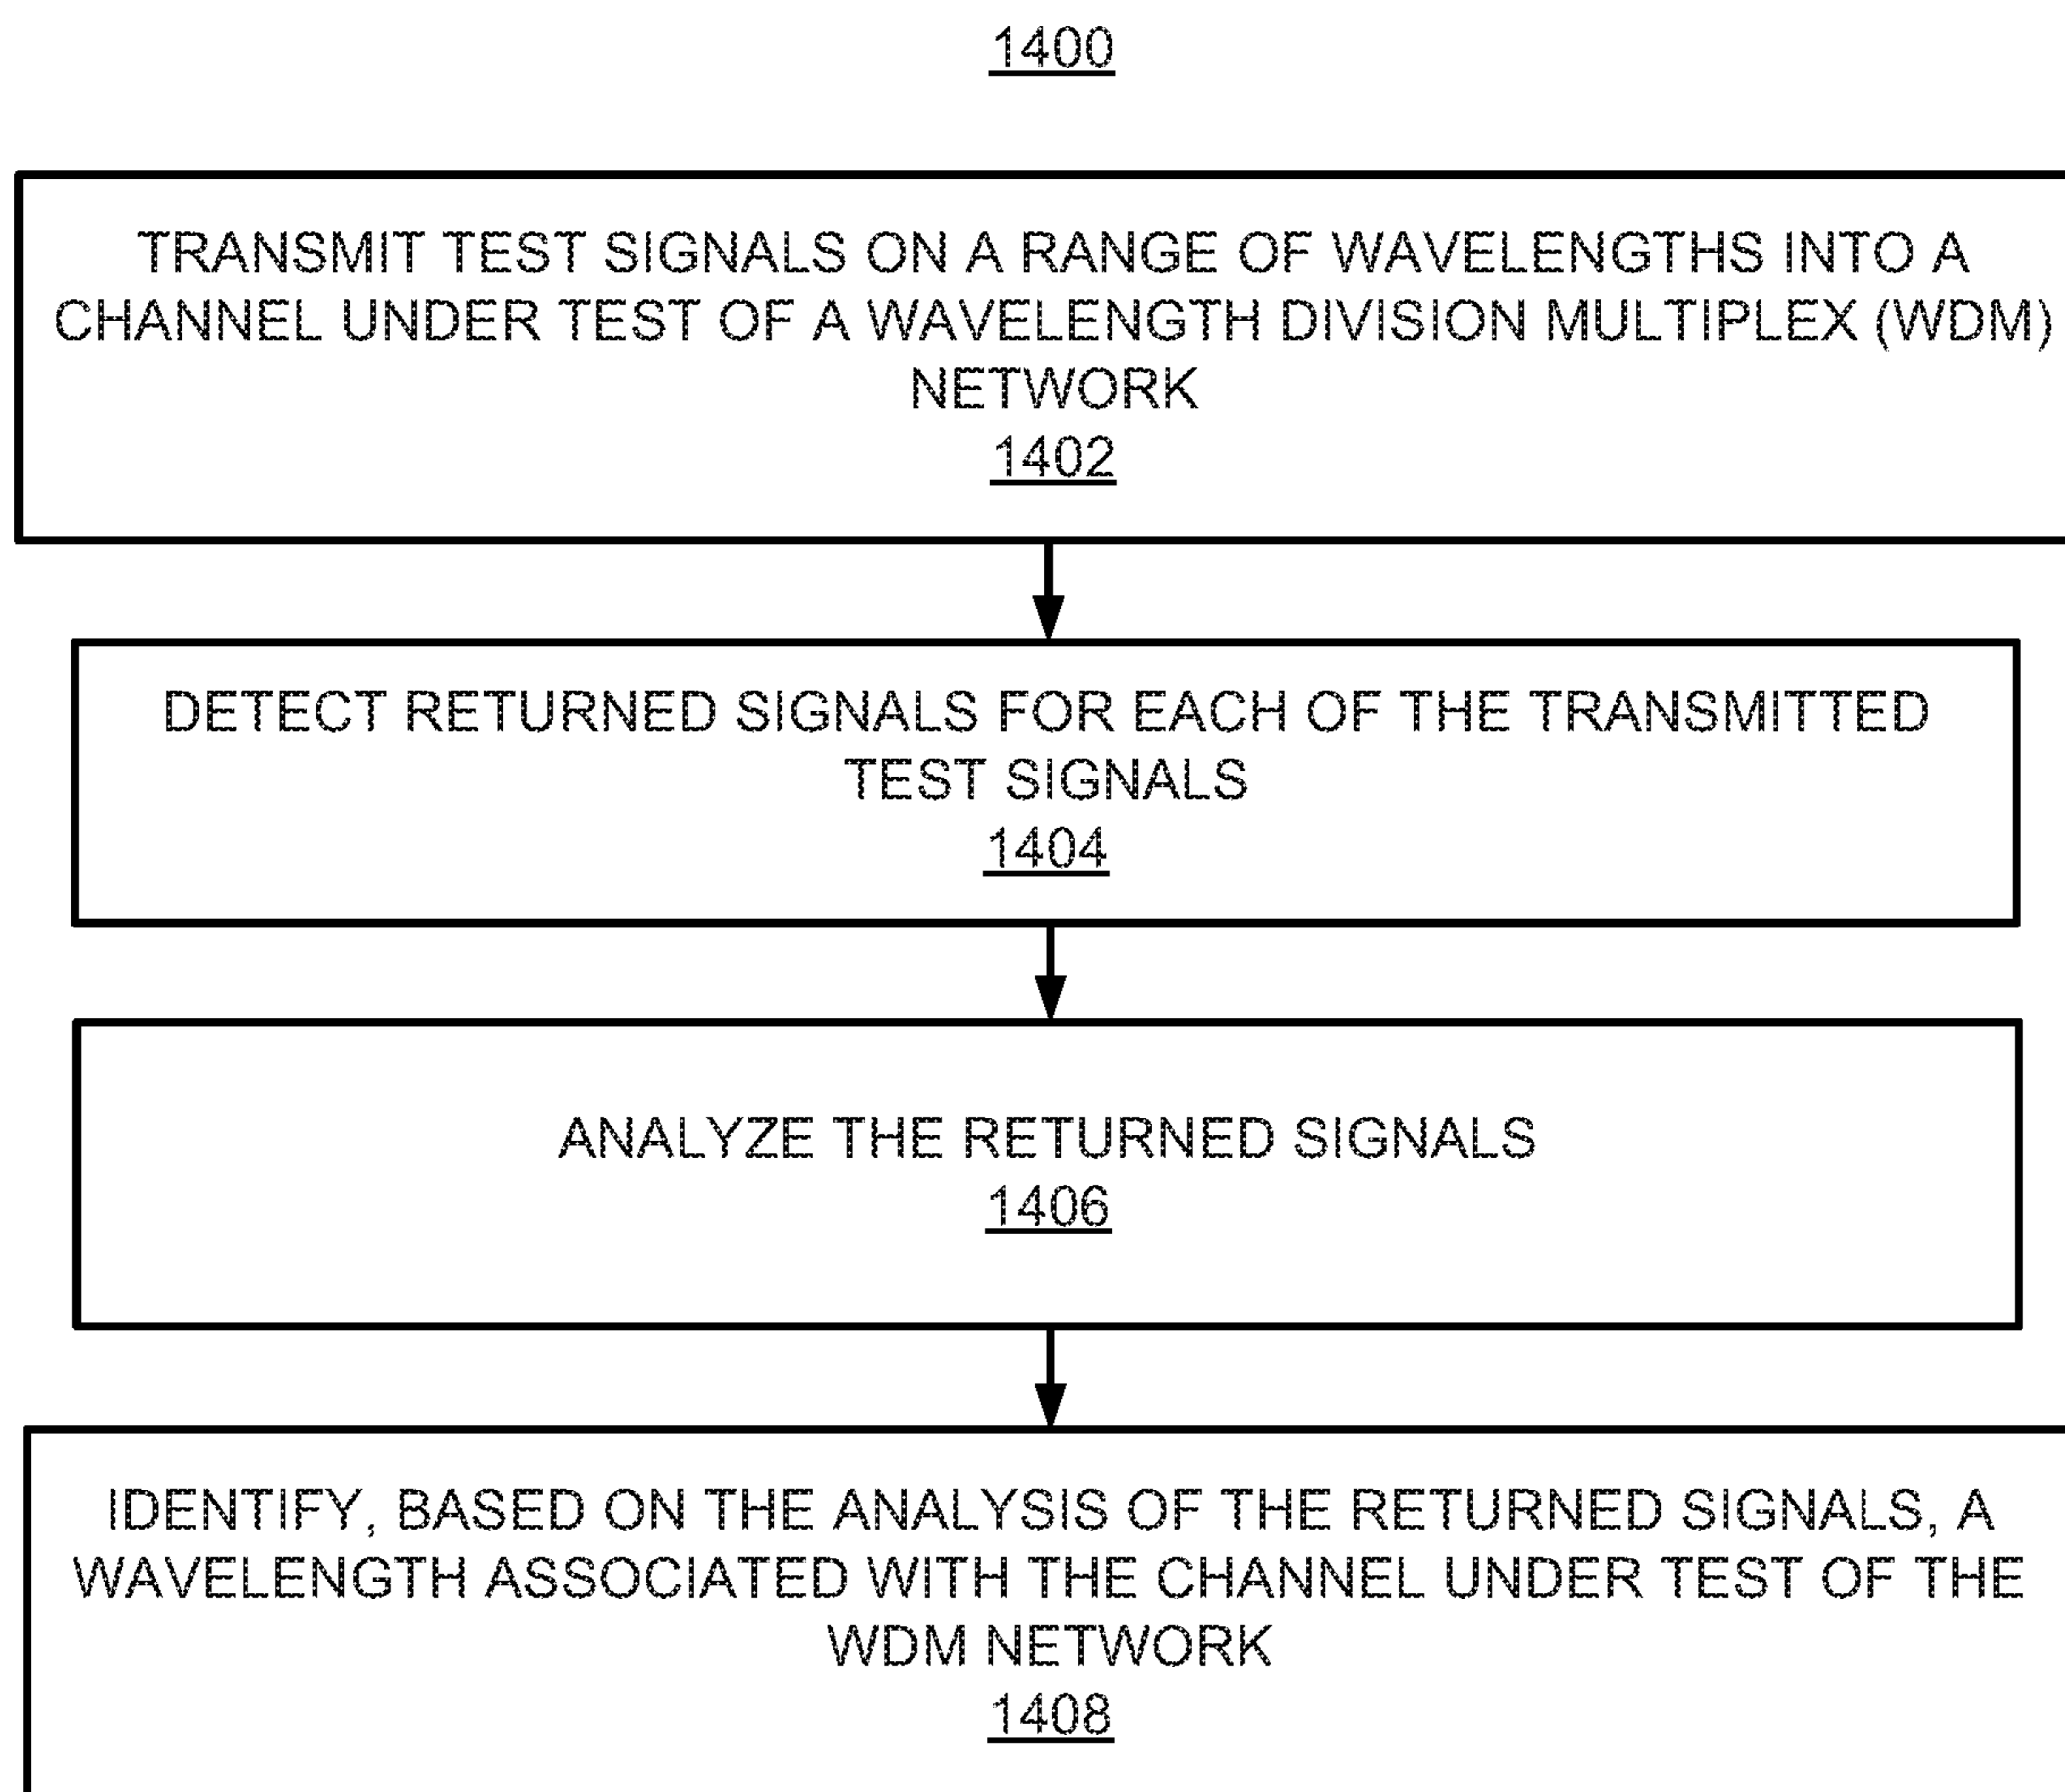 1400
TRANSMIT TEST SIGNALS ON A RANGE OF WAVELENGTHS INTO A
CHANNEL UNDER TEST OF A WAVELENGTH DIVISION MULTIPLEX (WDM)
NETWORK
1402
DETECT RETURNED SIGNALS FOR EACH OF THE TRANSMITTED
TEST SIGNALS
1404
ANALYZE THE RETURNED SIGNALS
1406
IDENTIFY, BASED ON THE ANALYSIS OF THE RETURNED SIGNALS, A
WAVELENGTH ASSOCIATED WITH THE CHANNEL UNDER TEST OF THE
WDM NETWORK
1408